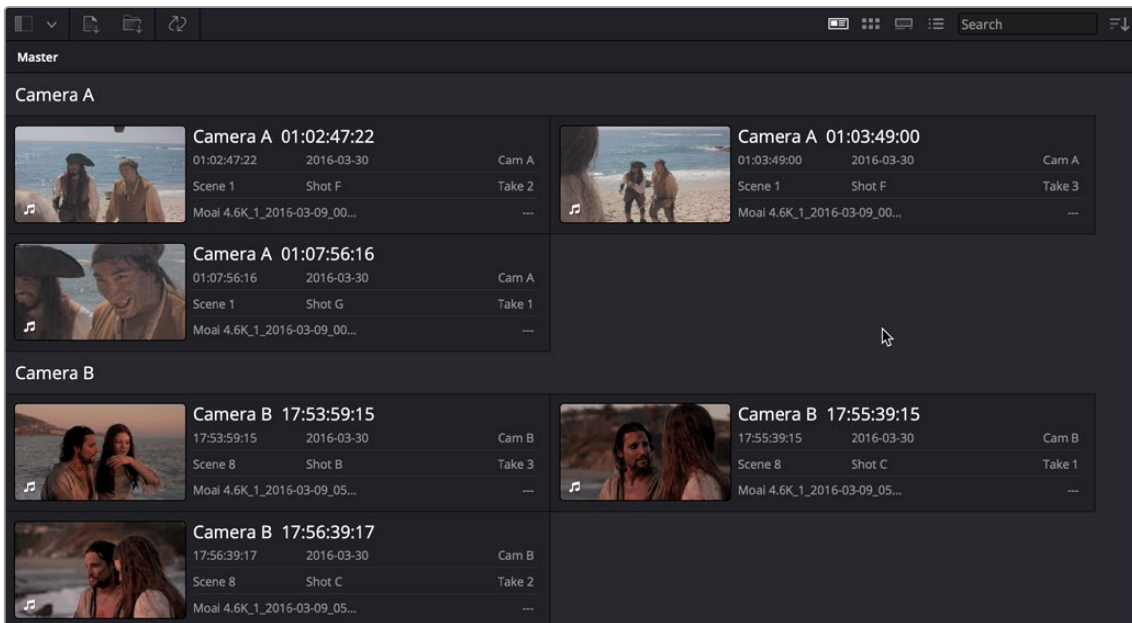 Search
Master
Camera A
Camera A 01:02:47:22
01:02:47:22 2016-03-30 Cam A
Scene 1 Shot F Take 2
Moai 4.6K_1_2016-03-09_00... ---
Camera A 01:03:49:00
01:03:49:00 2016-03-30 Cam A
Scene 1 Shot F Take 3
Moai 4.6K_1_2016-03-09_00... ---
Camera A 01:07:56:16
01:07:56:16 2016-03-30 Cam A
Scene 1 Shot G Take 1
Moai 4.6K_1_2016-03-09_00... ---
Camera B
Camera B 17:53:59:15
17:53:59:15 2016-03-30 Cam B
Scene 8 Shot B Take 3
Moai 4.6K_1_2016-03-09_05... ---
Camera B 17:55:39:15
17:55:39:15 2016-03-30 Cam B
Scene 8 Shot C Take 1
Moai 4.6K_1_2016-03-09_05... ---
Camera B 17:56:39:17
17:56:39:17 2016-03-30 Cam B
Scene 8 Shot C Take 2
Moai 4.6K_1_2016-03-09_05... ---